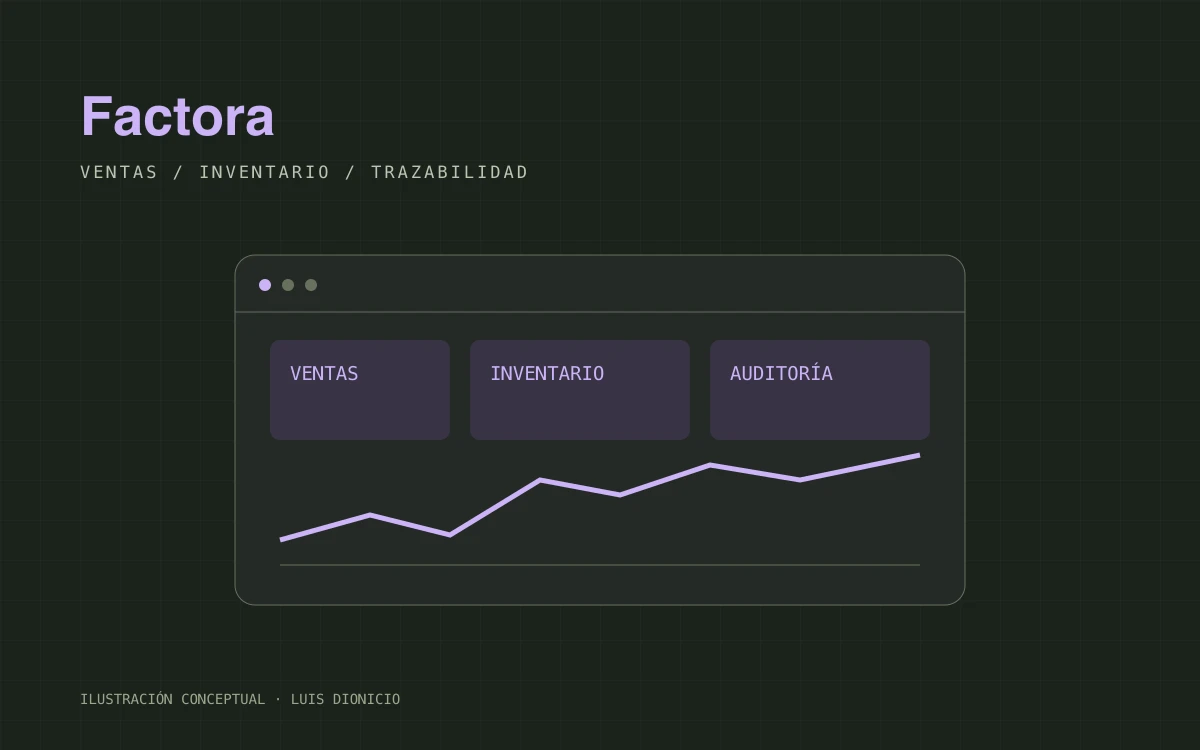 Factora
VENTAS / INVENTARIO / TRAZABILIDAD
VENTAS
INVENTARIO
AUDITORÍA
ILUSTRACIÓN CONCEPTUAL · LUIS DIONICIO